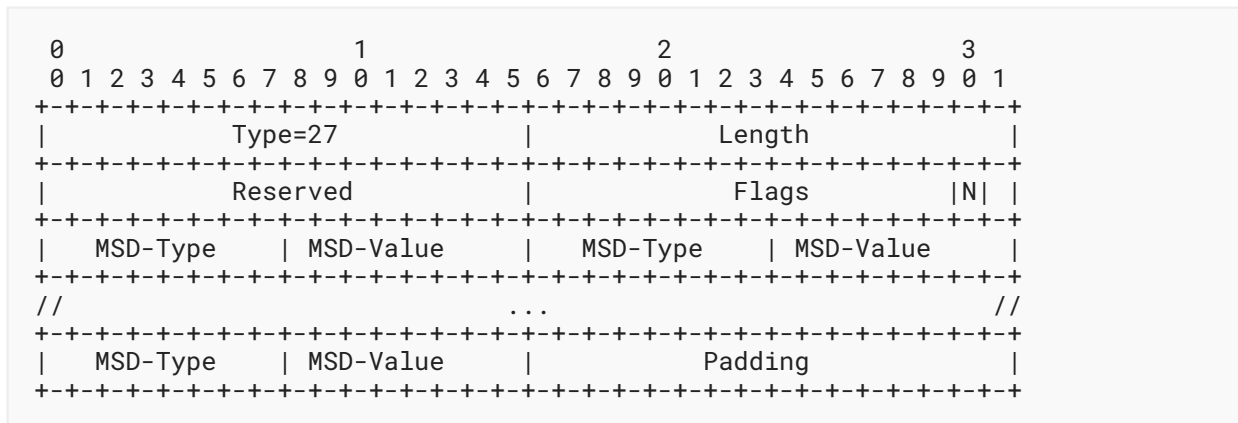 0                   1                   2                   3
 0 1 2 3 4 5 6 7 8 9 0 1 2 3 4 5 6 7 8 9 0 1 2 3 4 5 6 7 8 9 0 1
+-+-+-+-+-+-+-+-+-+-+-+-+-+-+-+-+-+-+-+-+-+-+-+-+-+-+-+-+-+-+-+-+
|            Type=27            |            Length             |
+-+-+-+-+-+-+-+-+-+-+-+-+-+-+-+-+-+-+-+-+-+-+-+-+-+-+-+-+-+-+-+-+
|            Reserved           |             Flags         |N| |
+-+-+-+-+-+-+-+-+-+-+-+-+-+-+-+-+-+-+-+-+-+-+-+-+-+-+-+-+-+-+-+-+
|   MSD-Type    | MSD-Value     |   MSD-Type    | MSD-Value     |
+-+-+-+-+-+-+-+-+-+-+-+-+-+-+-+-+-+-+-+-+-+-+-+-+-+-+-+-+-+-+-+-+
//                             ...                             //
+-+-+-+-+-+-+-+-+-+-+-+-+-+-+-+-+-+-+-+-+-+-+-+-+-+-+-+-+-+-+-+-+
|   MSD-Type    | MSD-Value     |           Padding             |
+-+-+-+-+-+-+-+-+-+-+-+-+-+-+-+-+-+-+-+-+-+-+-+-+-+-+-+-+-+-+-+-+